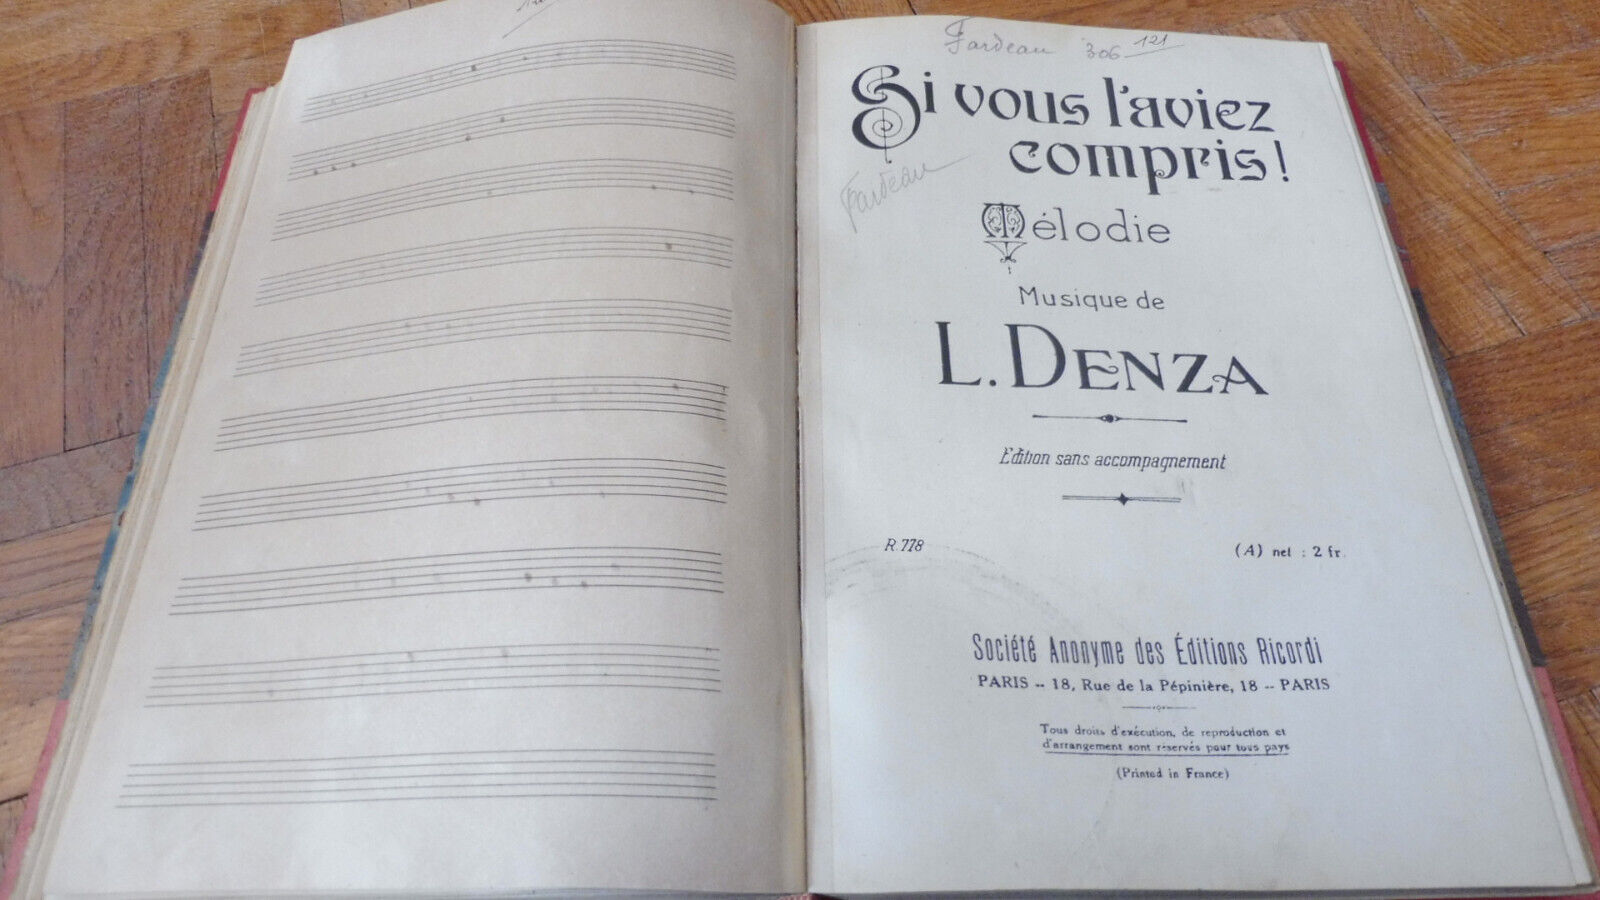 Fardeau 306 121
Si vous l'aviez
compris!
Fardeau
Mélodie
Musique de
L. DENZA
Edition sans accompagnement
R. 778
(A) net : 2 fr.
Société Anonyme des Éditions Ricordi
PARIS -- 18, Rue de la Pépinière, 18 -- PARIS
Tous droits d'exécution, de reproduction et
d'arrangement sont réservés pour tous pays
(Printed in France)